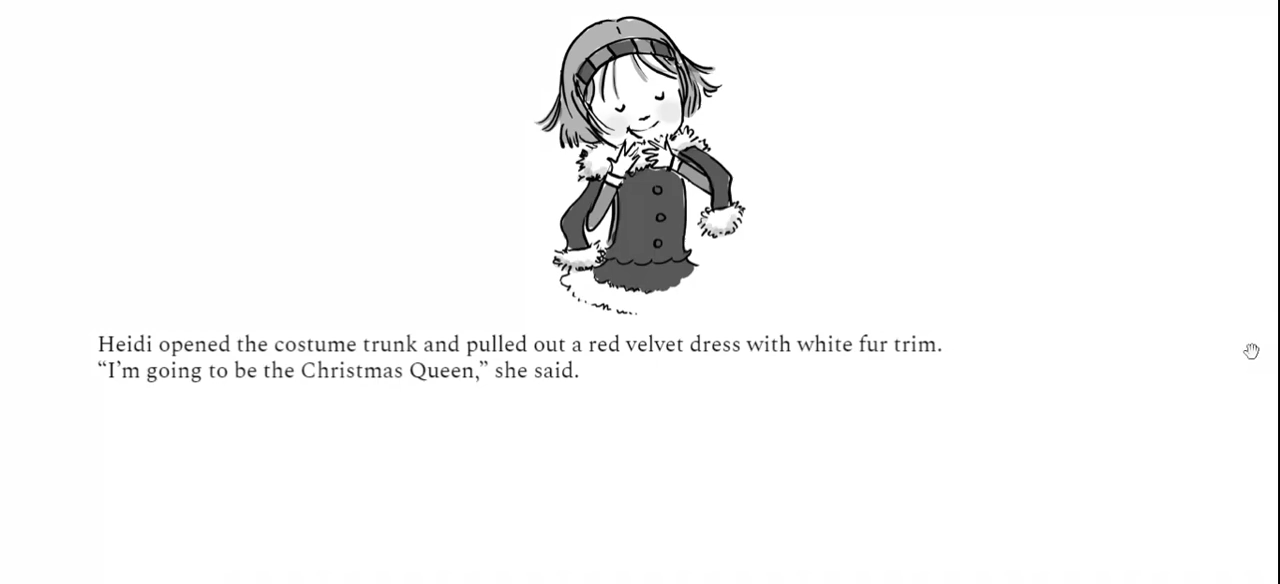 Heidi opened the costume trunk and pulled out a red velvet dress with white fur trim.
“I’m going to be the Christmas Queen,” she said.